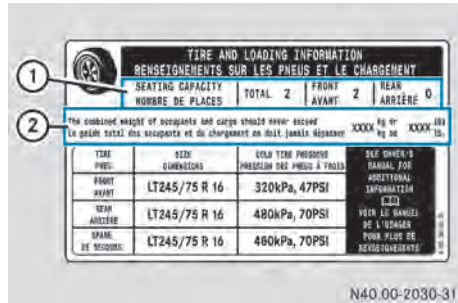 TIRE AND LOADING INFORMATION
RENSEIGNEMENTS SUR LES PNEUS ET LE CHARGEMENT
1
SEATING CAPACITY
NOMBRE DE PLACES
TOTAL 2
FRONT
AVANT
2
REAR
ARRIÈRE
0
2
The combined weight of occupants and cargo should never exceed
Le poids total des occupants et du chargement ne doit jamais dépasser
XXXX kg or
kg ou
XXXX lbs
lbs
TIRE
PNEU
SIZE
DIMENSIONS
COLD TIRE PRESSURE
PRESSION DES PNEUS À FROID
SEE OWNER'S
MANUAL FOR
ADDITIONAL
INFORMATION
VOIR LE MANUEL
DE L'USAGER
POUR PLUS DE
RENSEIGNEMENTS
FRONT
AVANT
LT245/75 R 16
320kPa, 47PSI
REAR
ARRIÈRE
LT245/75 R 16
480kPa, 70PSI
SPARE
DE SECOURS
LT245/75 R 16
460kPa, 70PSI
N40.00-2030-31